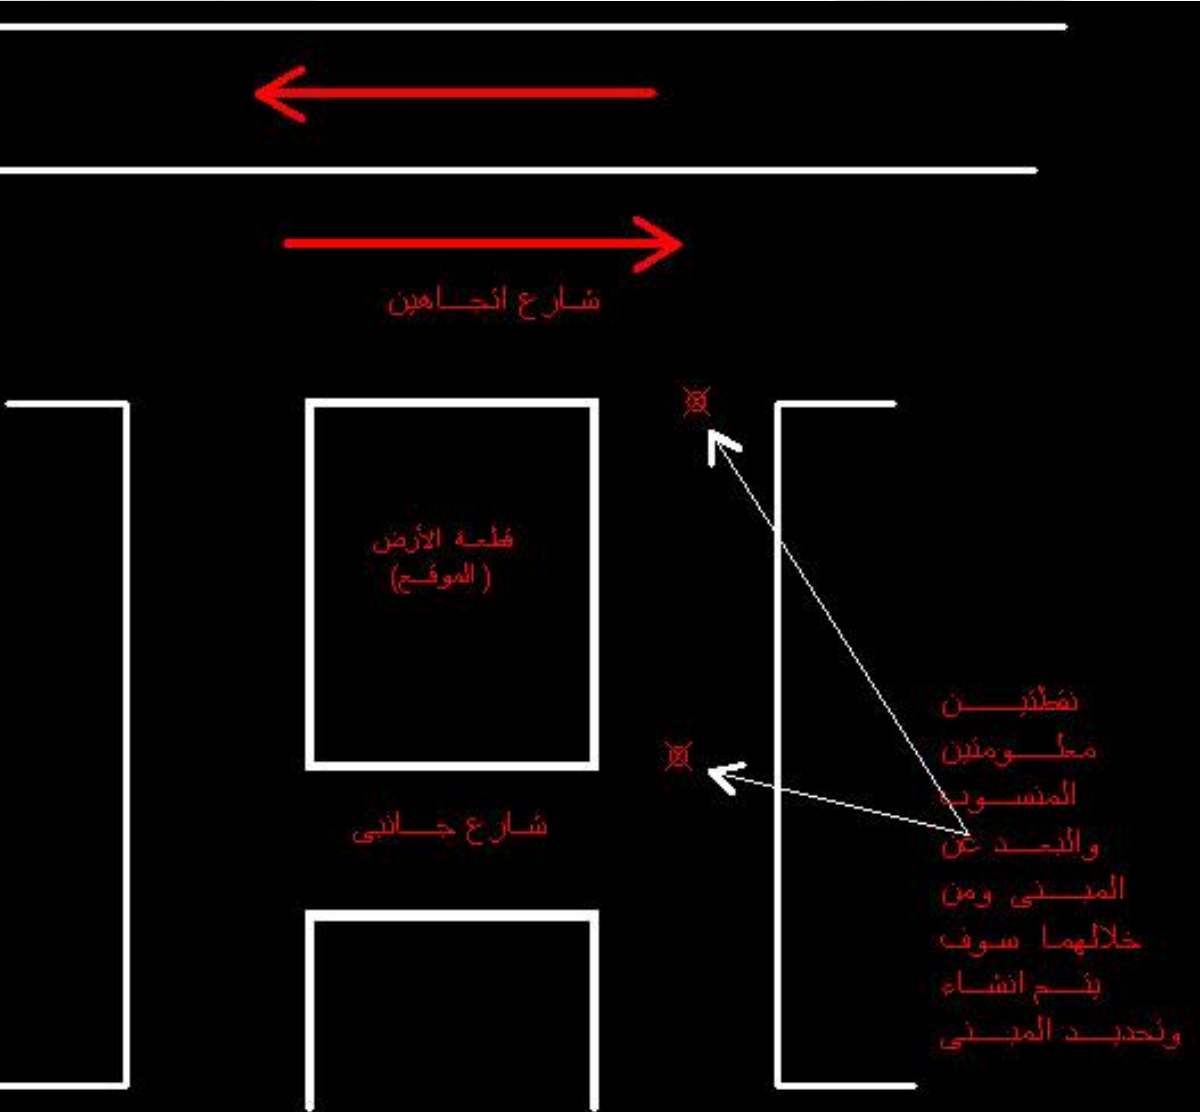 شارع اتجاهين
قطعة الأرض
(الموقع)
شارع جانبى
نقطتين
معلومتين
المنسوب
والبعد عن
المبنى ومن
خلالهما سوف
يتم انشاء
وتحديد المبنى